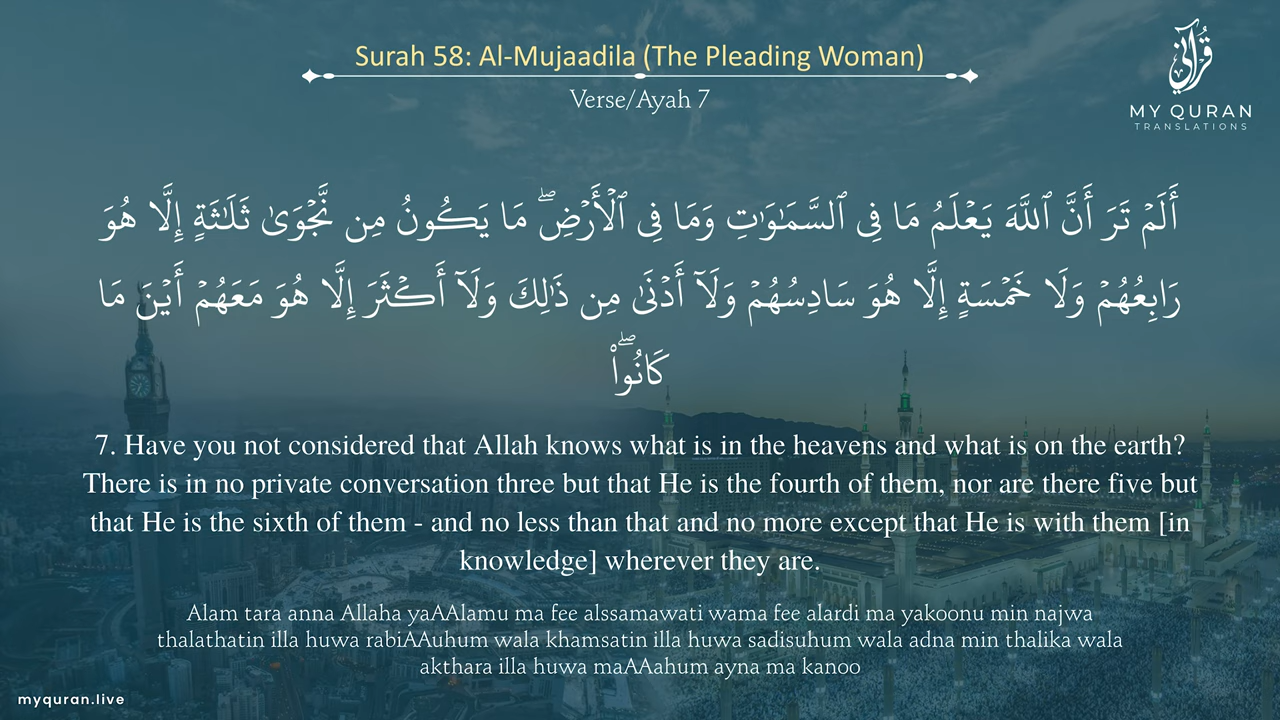 Surah 58: Al-Mujaadila (The Pleading Woman)
Verse/Ayah 7
قُرْآنِي
MY QURAN
TRANSLATIONS
أَلَمۡ تَرَ أَنَّ ٱللَّهَ يَعۡلَمُ مَا فِى ٱلسَّمَـٰوَٰتِ وَمَا فِى ٱلۡأَرۡضِۖ مَا يَكُونُ مِن نَّجۡوَىٰ ثَلَـٰثَةٍ إِلَّا هُوَ
رَابِعُهُمۡ وَلَا خَمۡسَةٍ إِلَّا هُوَ سَادِسُهُمۡ وَلَآ أَدۡنَىٰ مِن ذَٰلِكَ وَلَآ أَكۡثَرَ إِلَّا هُوَ مَعَهُمۡ أَيۡنَ مَا
كَانُواْۖ
7. Have you not considered that Allah knows what is in the heavens and what is on the earth?
There is in no private conversation three but that He is the fourth of them, nor are there five but
that He is the sixth of them - and no less than that and no more except that He is with them [in
knowledge] wherever they are.
Alam tara anna Allaha yaAAlamu ma fee alssamawati wama fee alardi ma yakoonu min najwa
thalathatin illa huwa rabiAAuhum wala khamsatin illa huwa sadisuhum wala adna min thalika wala
akthara illa huwa maAAahum ayna ma kanoo
myquran.live